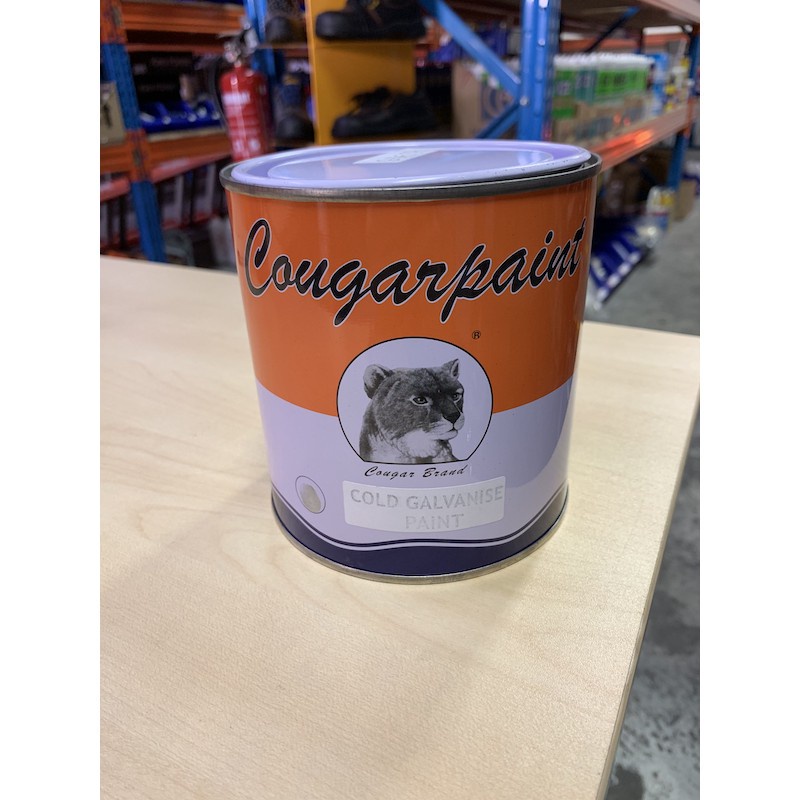 Cougarpaint
®
Cougar Brand
COLD GALVANISE
PAINT